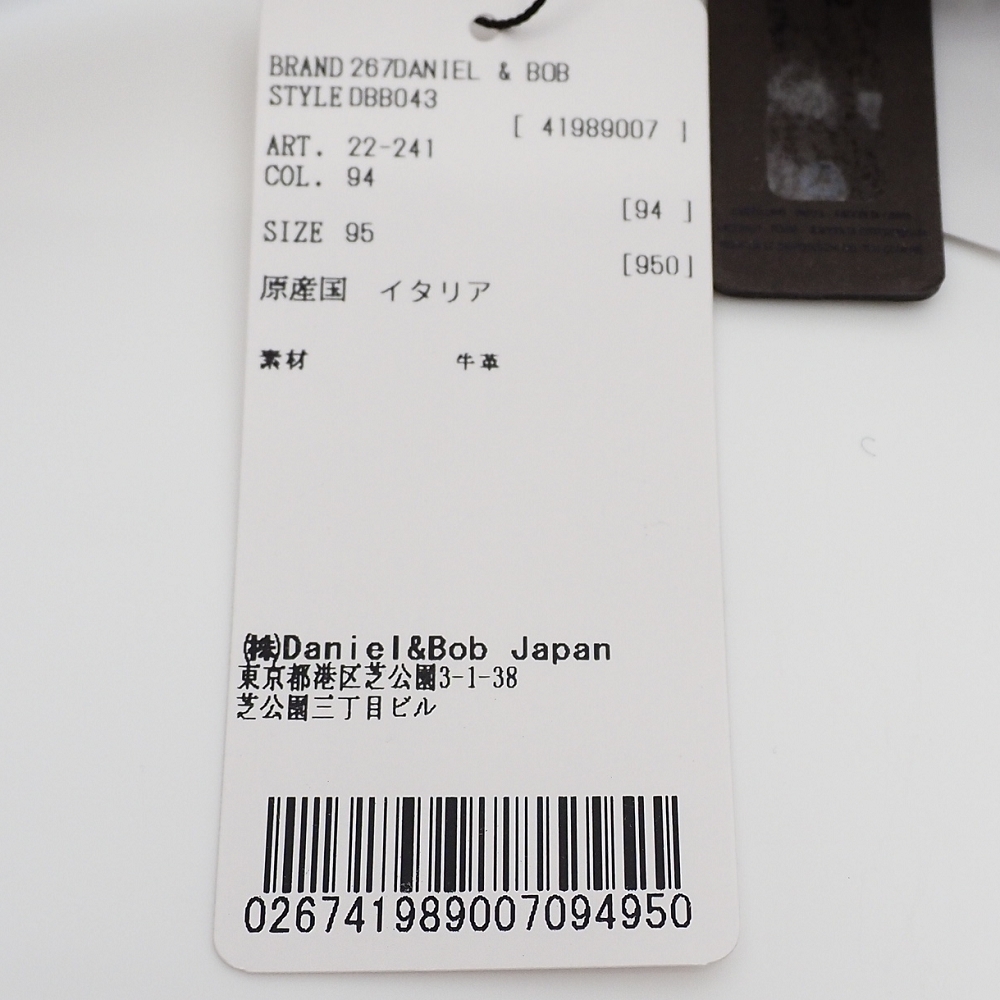 BRAND 267DANIEL & BOB
STYLE DBB043
[ 41989007 ]
ART. 22-241
COL. 94
[94 ]
SIZE 95
[950]
原産国 イタリア
素材 牛革
㈱Daniel&Bob Japan
東京都港区芝公園3-1-38
芝公園三丁目ビル
026741989007094950